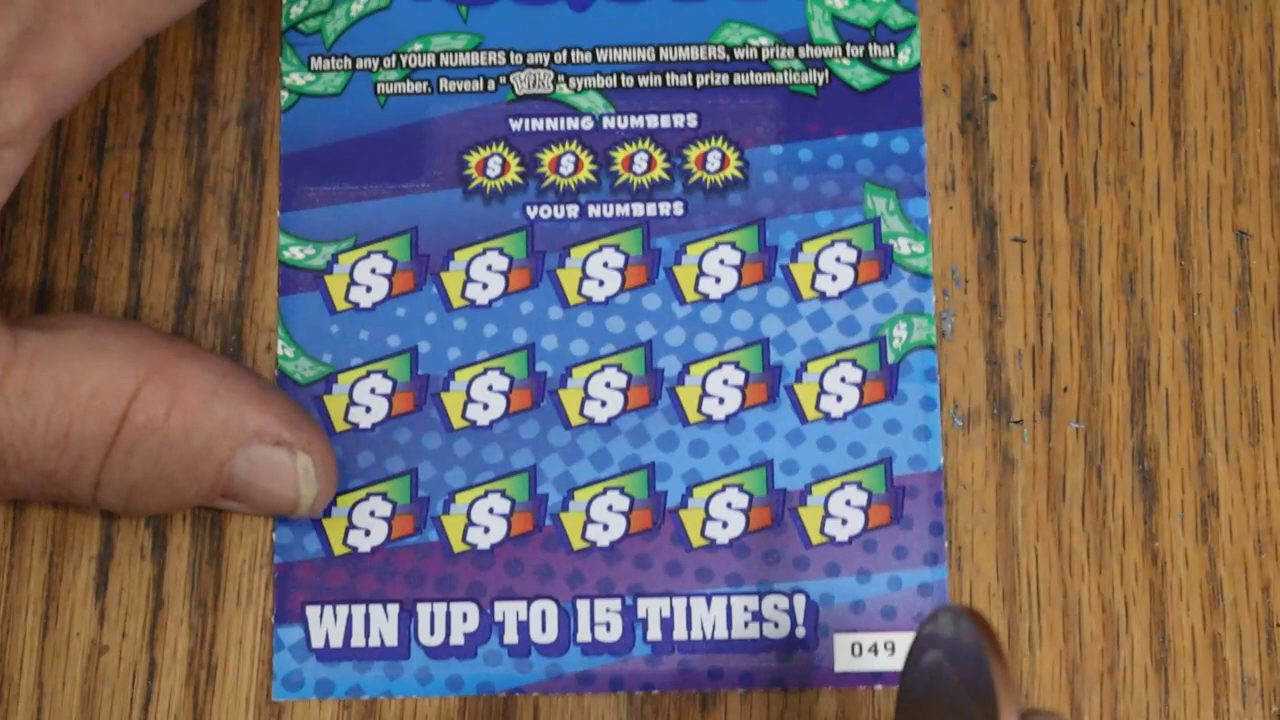 Match any of YOUR NUMBERS to any of the WINNING NUMBERS, win prize shown for that
number. Reveal a "WIN" symbol to win that prize automatically!
WINNING NUMBERS
$ $ $ $
YOUR NUMBERS
$ $ $ $ $
$ $ $ $ $
$ $ $ $ $
WIN UP TO 15 TIMES!
049